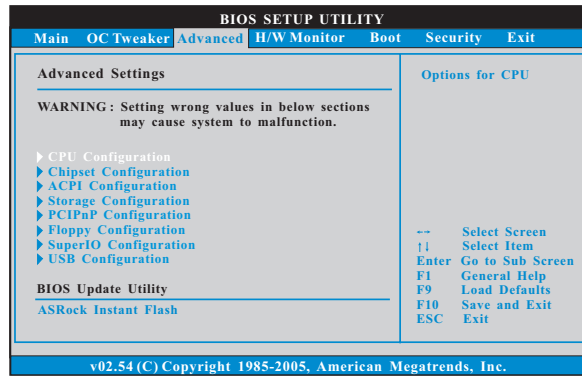 BIOS SETUP UTILITY
Main OC Tweaker Advanced H/W Monitor Boot Security Exit
Advanced Settings
WARNING : Setting wrong values in below sections
may cause system to malfunction.
CPU Configuration
Chipset Configuration
ACPI Configuration
Storage Configuration
PCIPnP Configuration
Floppy Configuration
SuperIO Configuration
USB Configuration
BIOS Update Utility
ASRock Instant Flash
Options for CPU
←→ Select Screen
↑↓ Select Item
Enter Go to Sub Screen
F1 General Help
F9 Load Defaults
F10 Save and Exit
ESC Exit
v02.54 (C) Copyright 1985-2005, American Megatrends, Inc.